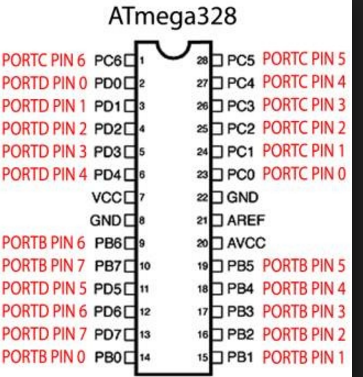 ATmega328
PORTC PIN 6 PC6 1 28 PC5 PORTC PIN 5
PORTD PIN 0 PD0 2 27 PC4 PORTC PIN 4
PORTD PIN 1 PD1 3 26 PC3 PORTC PIN 3
PORTD PIN 2 PD2 4 25 PC2 PORTC PIN 2
PORTD PIN 3 PD3 5 24 PC1 PORTC PIN 1
PORTD PIN 4 PD4 6 23 PC0 PORTC PIN 0
VCC 7 22 GND
GND 8 21 AREF
PORTB PIN 6 PB6 9 20 AVCC
PORTB PIN 7 PB7 10 19 PB5 PORTB PIN 5
PORTD PIN 5 PD5 11 18 PB4 PORTB PIN 4
PORTD PIN 6 PD6 12 17 PB3 PORTB PIN 3
PORTD PIN 7 PD7 13 16 PB2 PORTB PIN 2
PORTB PIN 0 PB0 14 15 PB1 PORTB PIN 1